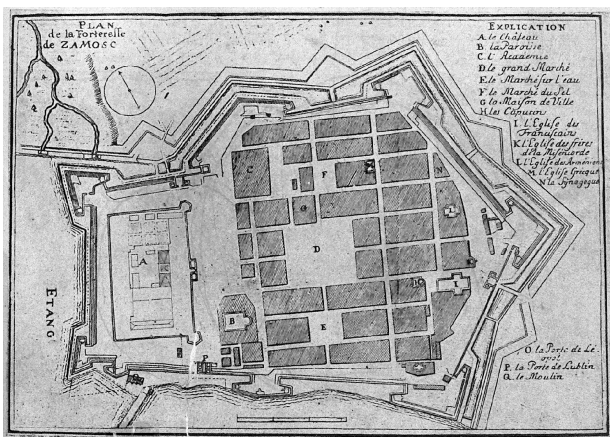 PLAN
de la Forteresse
de ZAMOSC
EXPLICATION
A. le Château
B. la Paroisse
C. l'Academie
D. le grand Marché
E. le Marché sur l'eau
F. le Marché du Sel
G. la Maison de Ville
H. les Capucins
I. l'Eglise des
Franciscains
K. l'Eglise des frères
de la Misericorde
L. l'Eglise des Armeniens
M. l'Eglise Grecque
N. la Synagogue
C
F
N
G
A
D
I
B
E
P
ETANG
O. la Porte de Lé-
opol
P. la Porte de Lublin
Q. le Moulin